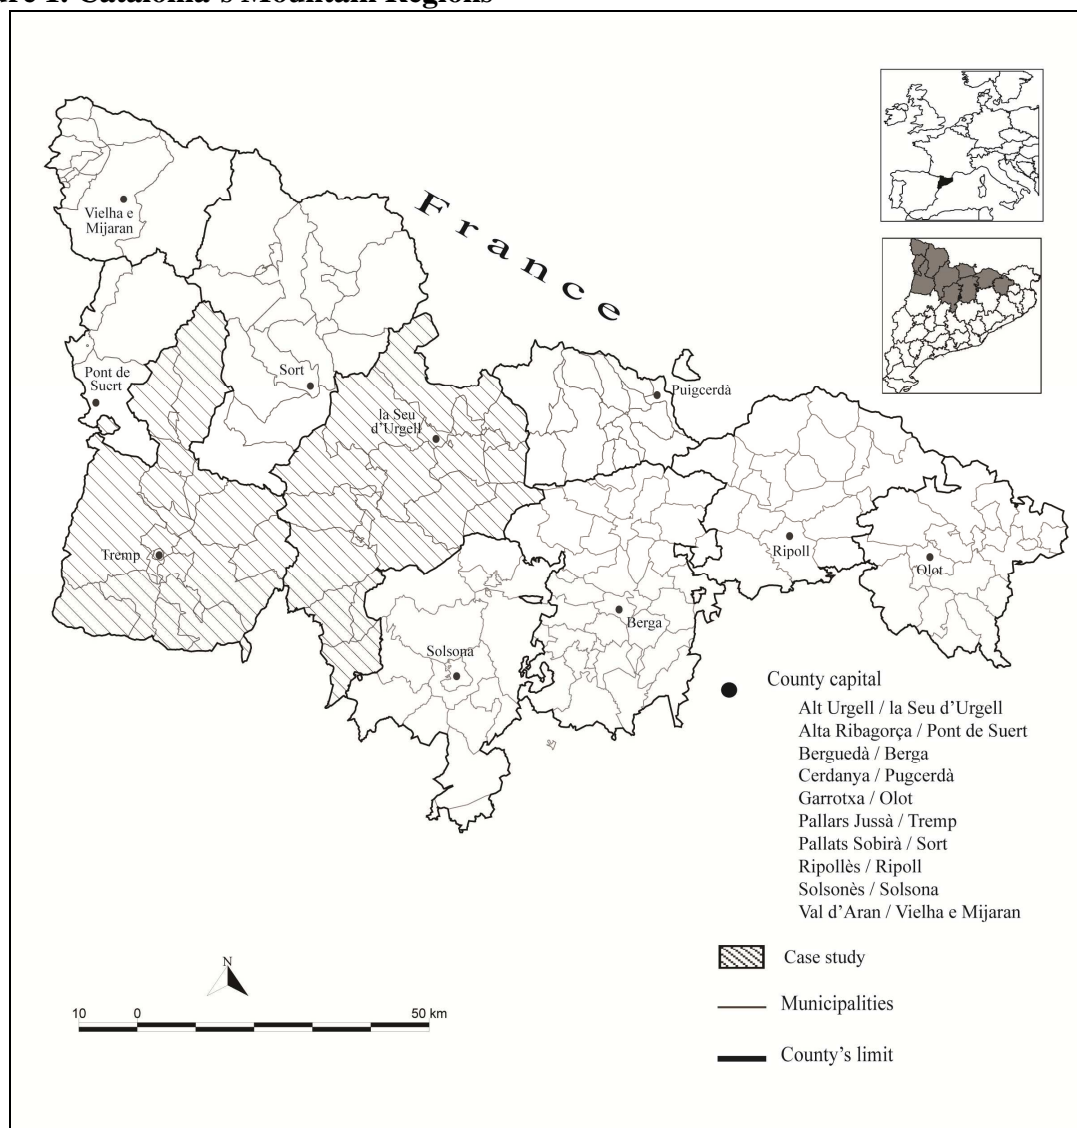 Catalonia's Mountain Regions
France
Vielha e
Mijaran
Sort
Pont de
Suert
Puigcerdà
la Seu
d'Urgell
Tremp
Ripoll
Olot
Berga
Solsona
County capital
Alt Urgell / la Seu d'Urgell
Alta Ribagorça / Pont de Suert
Berguedà / Berga
Cerdanya / Pugcerdà
Garrotxa / Olot
Pallars Jussà / Tremp
Pallats Sobirà / Sort
Ripollès / Ripoll
Solsonès / Solsona
Val d'Aran / Vielha e Mijaran
Case study
Municipalities
County's limit
N
10 0 50 km